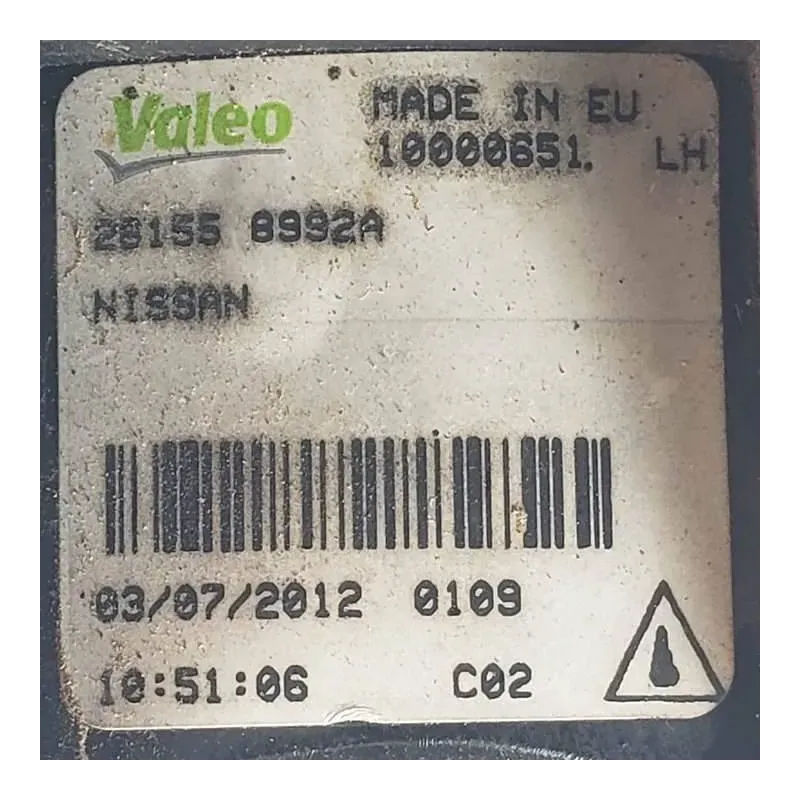 Valeo MADE IN EU
10000651. LH
28155 8992A
NISSAN
03/07/2012 0109
10:51:06 C02